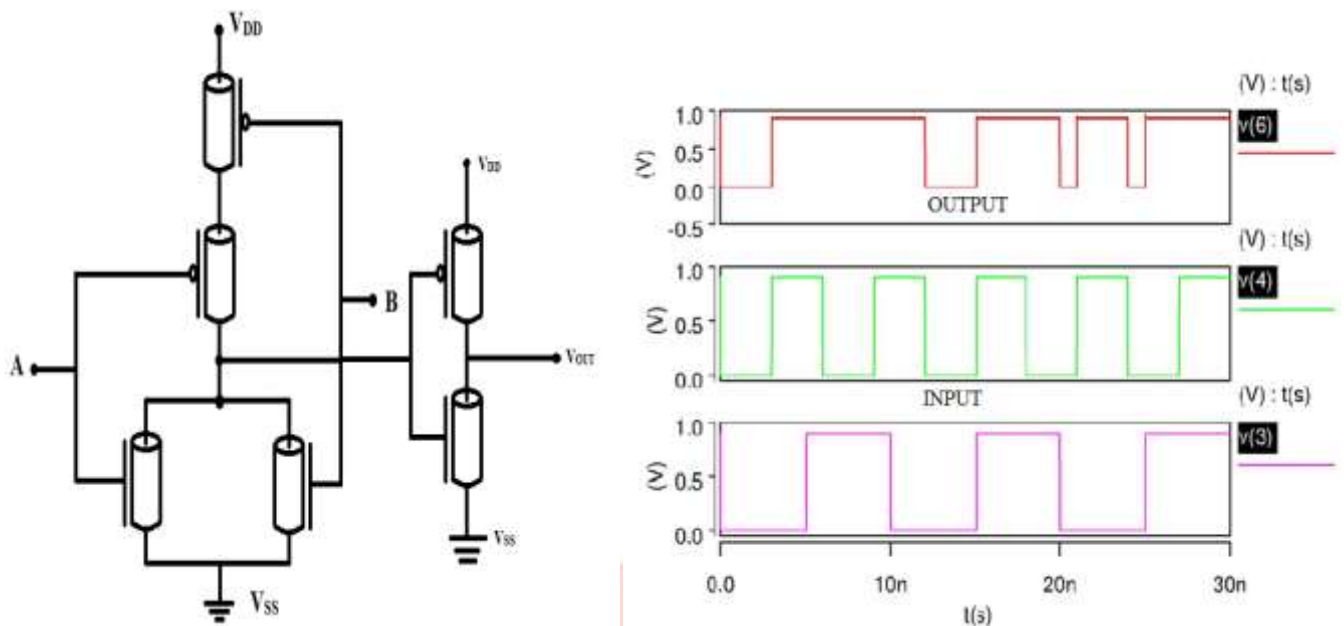 VDD
VDD
B
A
VOUT
VSS
VSS
(V) : t(s)
1.0
v(6)
(V)
0.5
0.0
OUTPUT
-0.5
(V) : t(s)
1.0
v(4)
(V)
0.5
0.0
INPUT
(V) : t(s)
1.0
v(3)
(V)
0.5
0.0
0.0 10n 20n 30n
t(s)